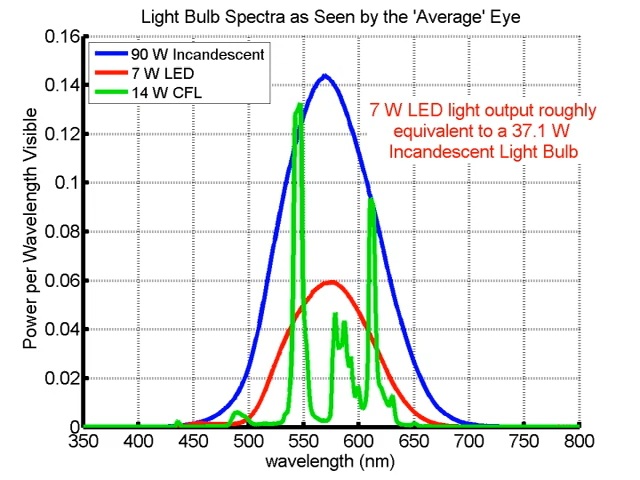 Light Bulb Spectra as Seen by the 'Average' Eye
0.16
90 W Incandescent
7 W LED
14 W CFL
7 W LED light output roughly
equivalent to a 37.1 W
Incandescent Light Bulb
0.14
0.12
0.1
0.08
0.06
0.04
0.02
0
Power per Wavelength Visible
350 400 450 500 550 600 650 700 750 800
wavelength (nm)